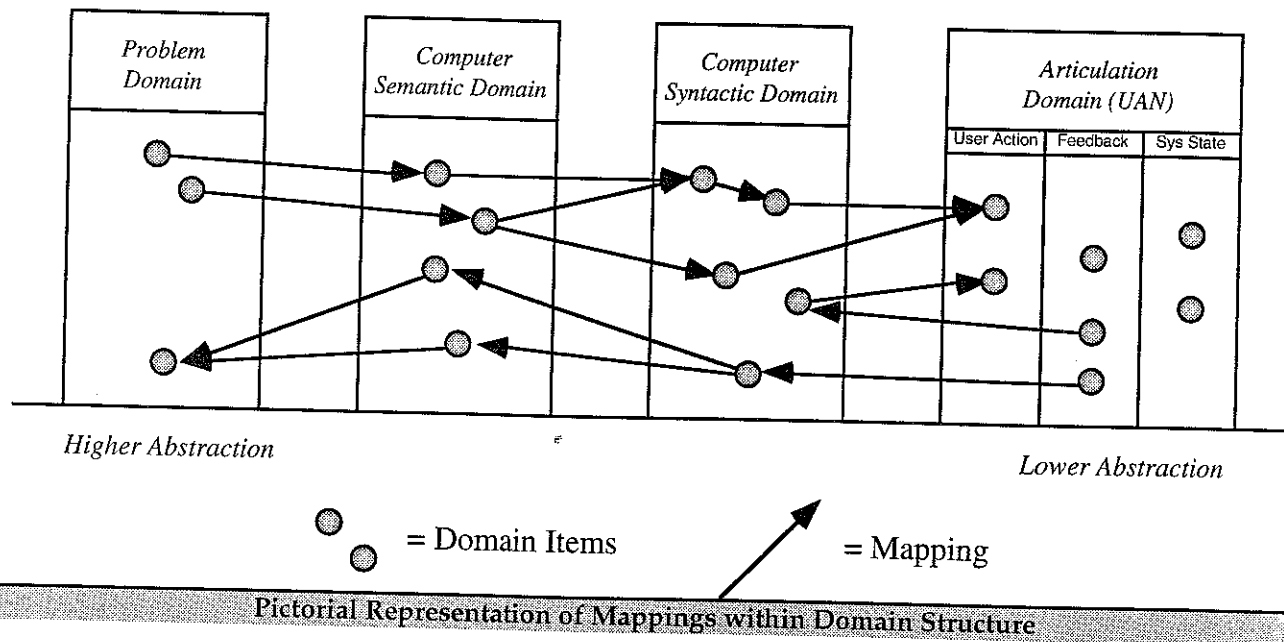 Problem
Domain
Computer
Semantic Domain
Computer
Syntactic Domain
Articulation
Domain (UAN)
User Action
Feedback
Sys State
Higher Abstraction
Lower Abstraction
= Domain Items
= Mapping
Pictorial Representation of Mappings within Domain Structure